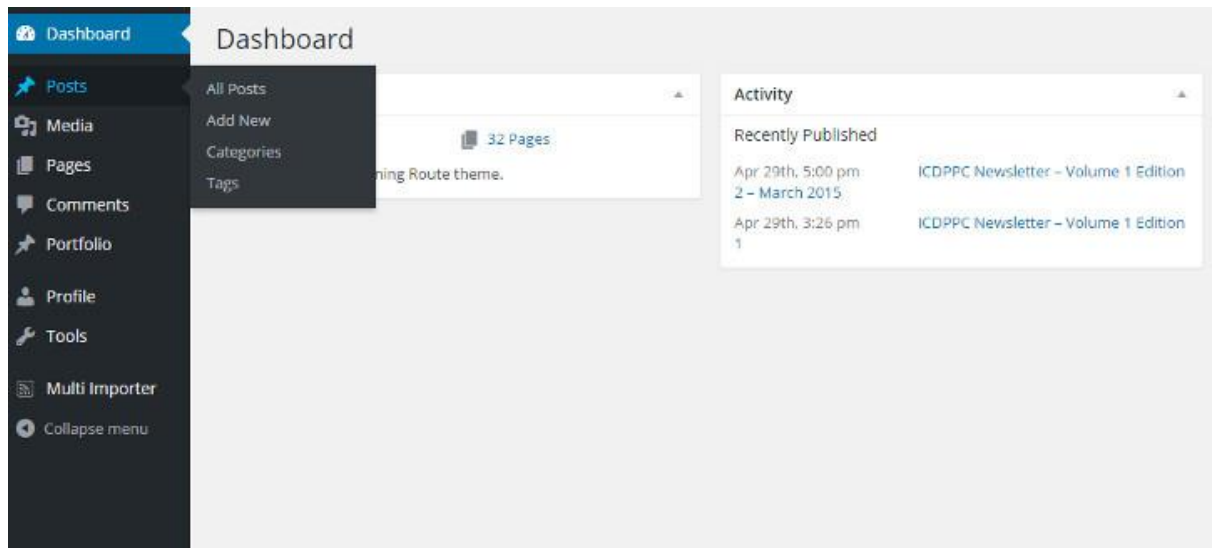 Dashboard
Posts
Media
Pages
Comments
Portfolio
Profile
Tools
Multi Importer
Collapse menu
Dashboard
All Posts
Add New
Categories
Tags
32 Pages
ning Route theme.
Activity
Recently Published
Apr 29th, 5:00 pm ICDPPC Newsletter – Volume 1 Edition
2 – March 2015
Apr 29th, 3:26 pm ICDPPC Newsletter – Volume 1 Edition
1